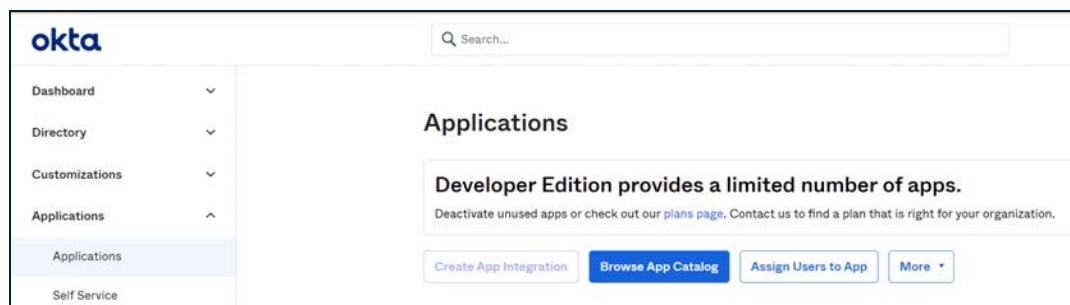 okta
Search...
Dashboard
Directory
Customizations
Applications
Applications
Self Service
Applications
Developer Edition provides a limited number of apps.
Deactivate unused apps or check out our plans page. Contact us to find a plan that is right for your organization.
Create App Integration
Browse App Catalog
Assign Users to App
More